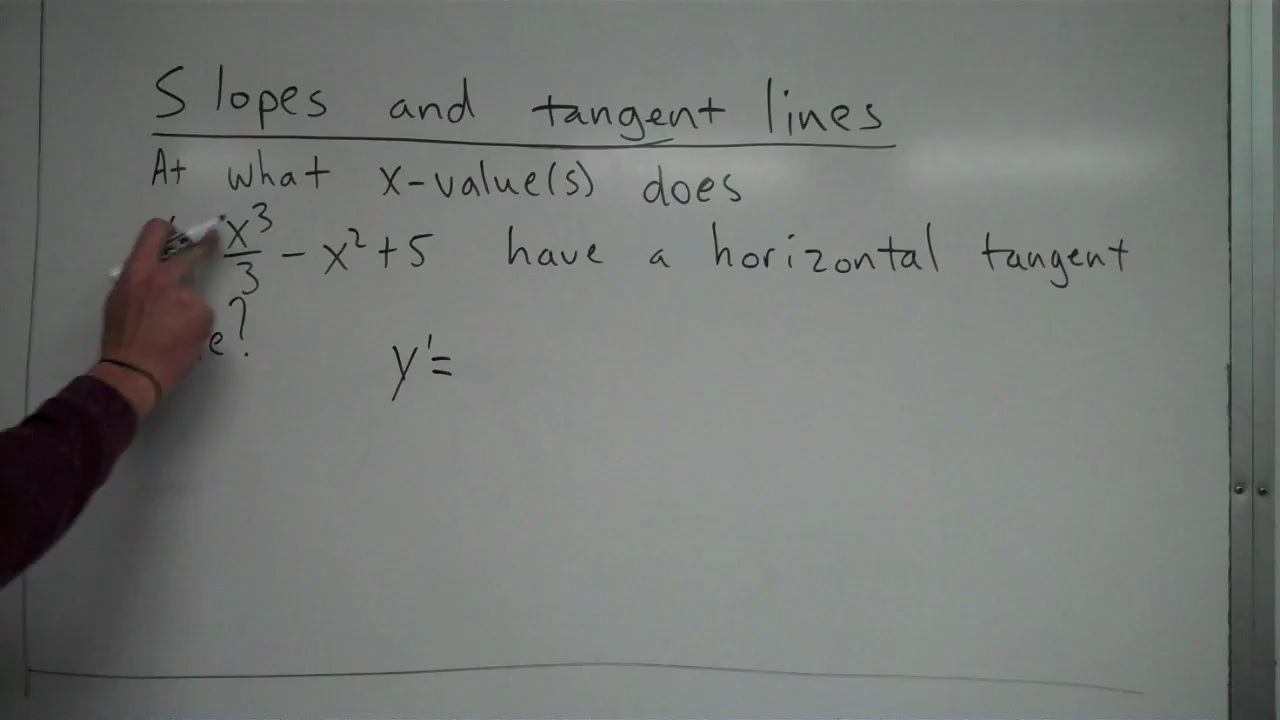 Slopes and tangent lines
At what x-value(s) does
x³/3 - x² + 5 have a horizontal tangent
e?
y' =